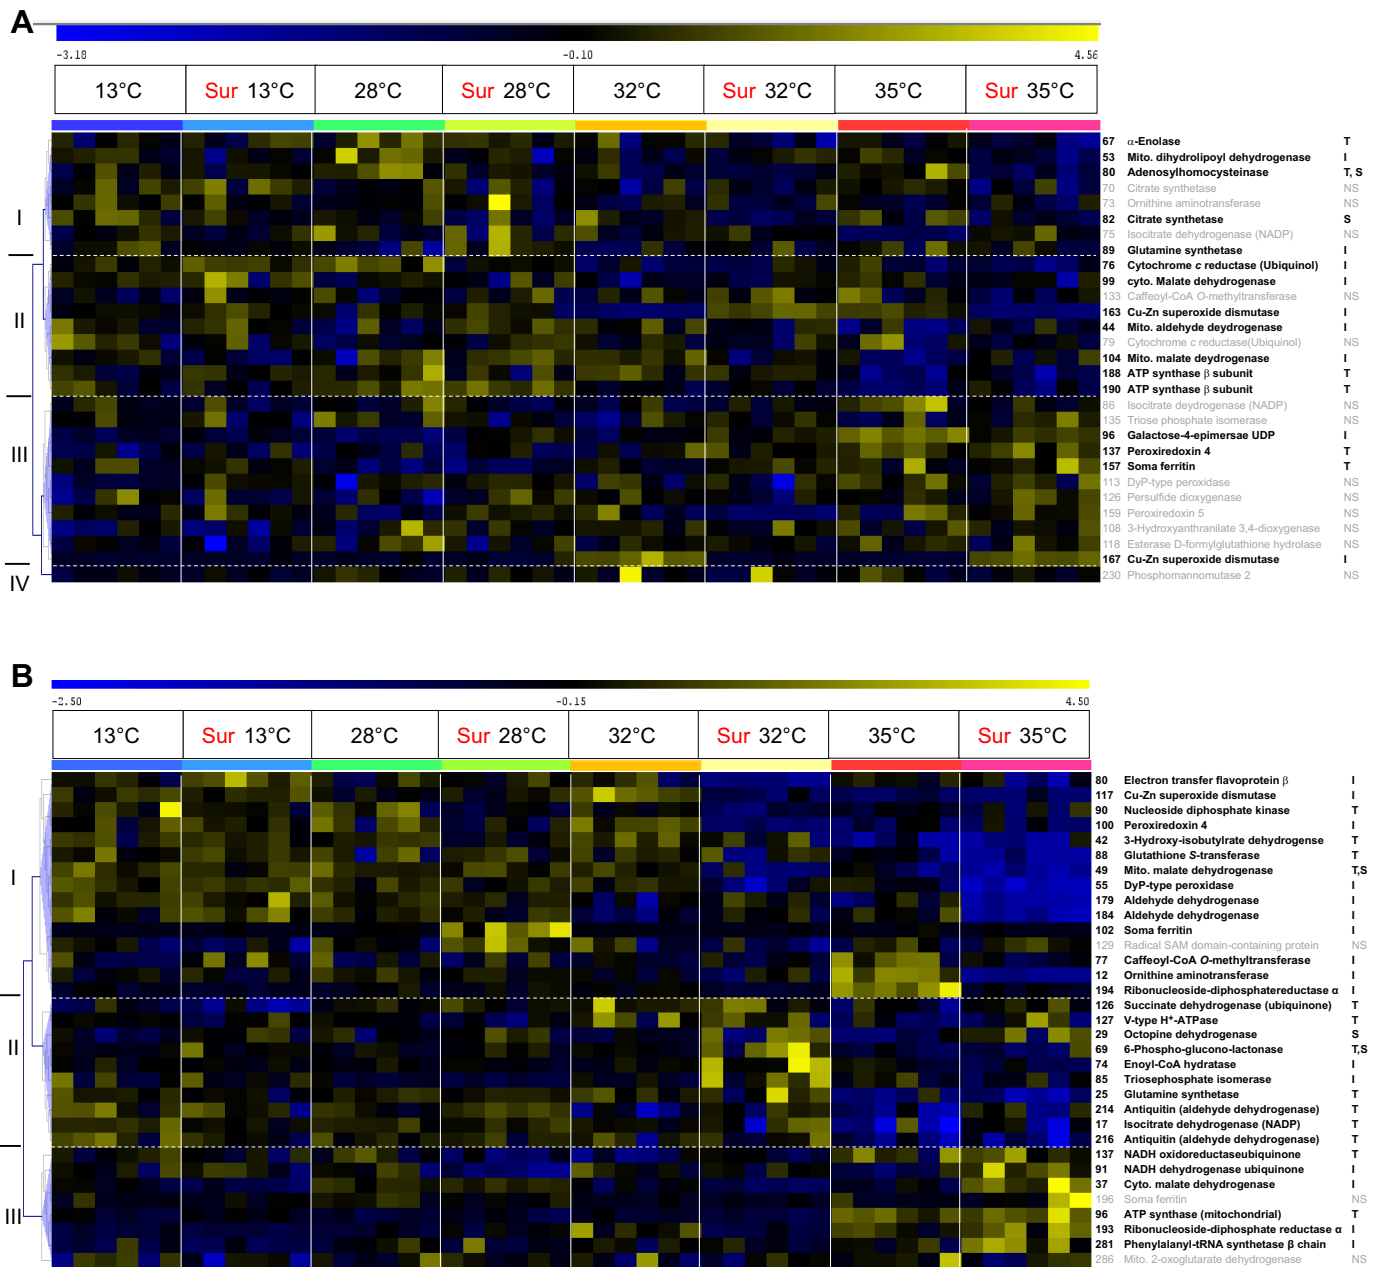 A
-3.18 -0.10 4.56
13°C Sur 13°C 28°C Sur 28°C 32°C Sur 32°C 35°C Sur 35°C
67 α-Enolase T
53 Mito. dihydrolipoyl dehydrogenase I
80 Adenosylhomocysteinase T, S
70 Citrate synthetase NS
73 Ornithine aminotransferase NS
82 Citrate synthetase S
75 Isocitrate dehydrogenase (NADP) NS
89 Glutamine synthetase I
76 Cytochrome c reductase (Ubiquinol) I
99 cyto. Malate dehydrogenase I
133 Caffeoyl-CoA O-methyltransferase NS
163 Cu-Zn superoxide dismutase I
44 Mito. aldehyde deydrogenase I
79 Cytochrome c reductase(Ubiquinol) NS
104 Mito. malate deydrogenase I
188 ATP synthase β subunit T
190 ATP synthase β subunit T
86 Isocitrate deydrogenase (NADP) NS
135 Triose phosphate isomerase NS
96 Galactose-4-epimersae UDP I
137 Peroxiredoxin 4 T
157 Soma ferritin T
113 DyP-type peroxidase NS
126 Persulfide dioxygenase NS
159 Peroxiredoxin 5 NS
108 3-Hydroxyanthranilate 3,4-dioxygenase NS
118 Esterase D-formylglutathione hydrolase NS
167 Cu-Zn superoxide dismutase I
230 Phosphomannomutase 2 NS
I
II
III
IV
B
-2.50 -0.15 4.50
13°C Sur 13°C 28°C Sur 28°C 32°C Sur 32°C 35°C Sur 35°C
80 Electron transfer flavoprotein β I
117 Cu-Zn superoxide dismutase I
90 Nucleoside diphosphate kinase T
100 Peroxiredoxin 4 I
42 3-Hydroxy-isobutylrate dehydrogense T
88 Glutathione S-transferase T
49 Mito. malate dehydrogenase T,S
55 DyP-type peroxidase I
179 Aldehyde dehydrogenase I
184 Aldehyde dehydrogenase I
102 Soma ferritin I
129 Radical SAM domain-containing protein NS
77 Caffeoyl-CoA O-methyltransferase I
12 Ornithine aminotransferase I
194 Ribonucleoside-diphosphatereductase α I
126 Succinate dehydrogenase (ubiquinone) T
127 V-type H⁺-ATPase T
29 Octopine dehydrogenase S
69 6-Phospho-glucono-lactonase T,S
74 Enoyl-CoA hydratase I
85 Triosephosphate isomerase I
25 Glutamine synthetase T
214 Antiquitin (aldehyde dehydrogenase) T
17 Isocitrate dehydrogenase (NADP) T
216 Antiquitin (aldehyde dehydrogenase) T
137 NADH oxidoreductaseubiquinone T
91 NADH dehydrogenase ubiquinone I
37 Cyto. malate dehydrogenase I
196 Soma ferritin NS
96 ATP synthase (mitochondrial) T
193 Ribonucleoside-diphosphate reductase α I
281 Phenylalanyl-tRNA synthetase β chain I
286 Mito. 2-oxoglutarate dehydrogenase NS
I
II
III